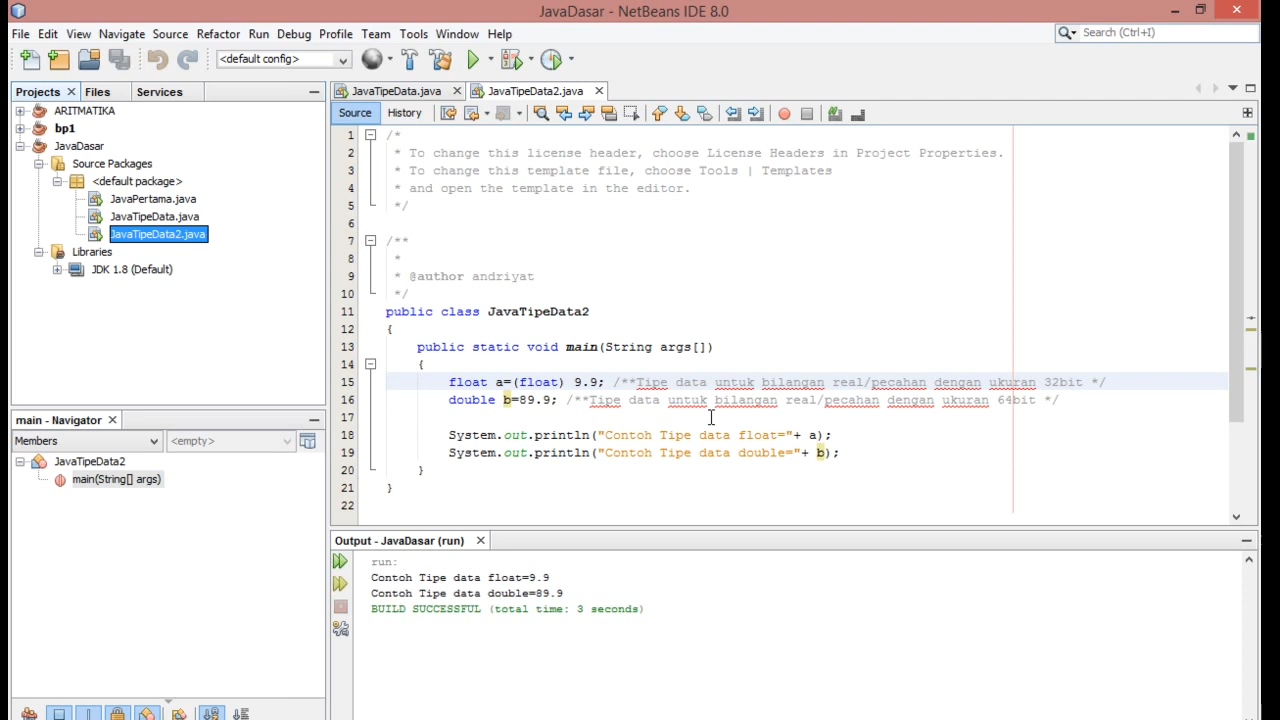 JavaDasar - NetBeans IDE 8.0
File Edit View Navigate Source Refactor Run Debug Profile Team Tools Window Help
Search (Ctrl+I)
<default config>
Projects Files Services
ARITMATIKA
bp1
JavaDasar
Source Packages
<default package>
JavaPertama.java
JavaTipeData.java
JavaTipeData2.java
Libraries
JDK 1.8 (Default)
main - Navigator
Members <empty>
JavaTipeData2
main(String[] args)
JavaTipeData.java JavaTipeData2.java
Source History
1 /*
2 * To change this license header, choose License Headers in Project Properties.
3 * To change this template file, choose Tools | Templates
4 * and open the template in the editor.
5 */
6
7 /**
8 *
9 * @author andriyat
10 */
11 public class JavaTipeData2
12 {
13 public static void main(String args[])
14 {
15 float a=(float) 9.9; /**Tipe data untuk bilangan real/pecahan dengan ukuran 32bit */
16 double b=89.9; /**Tipe data untuk bilangan real/pecahan dengan ukuran 64bit */
17
18 System.out.println("Contoh Tipe data float="+ a);
19 System.out.println("Contoh Tipe data double="+ b);
20 }
21 }
22
Output - JavaDasar (run)
run:
Contoh Tipe data float=9.9
Contoh Tipe data double=89.9
BUILD SUCCESSFUL (total time: 3 seconds)